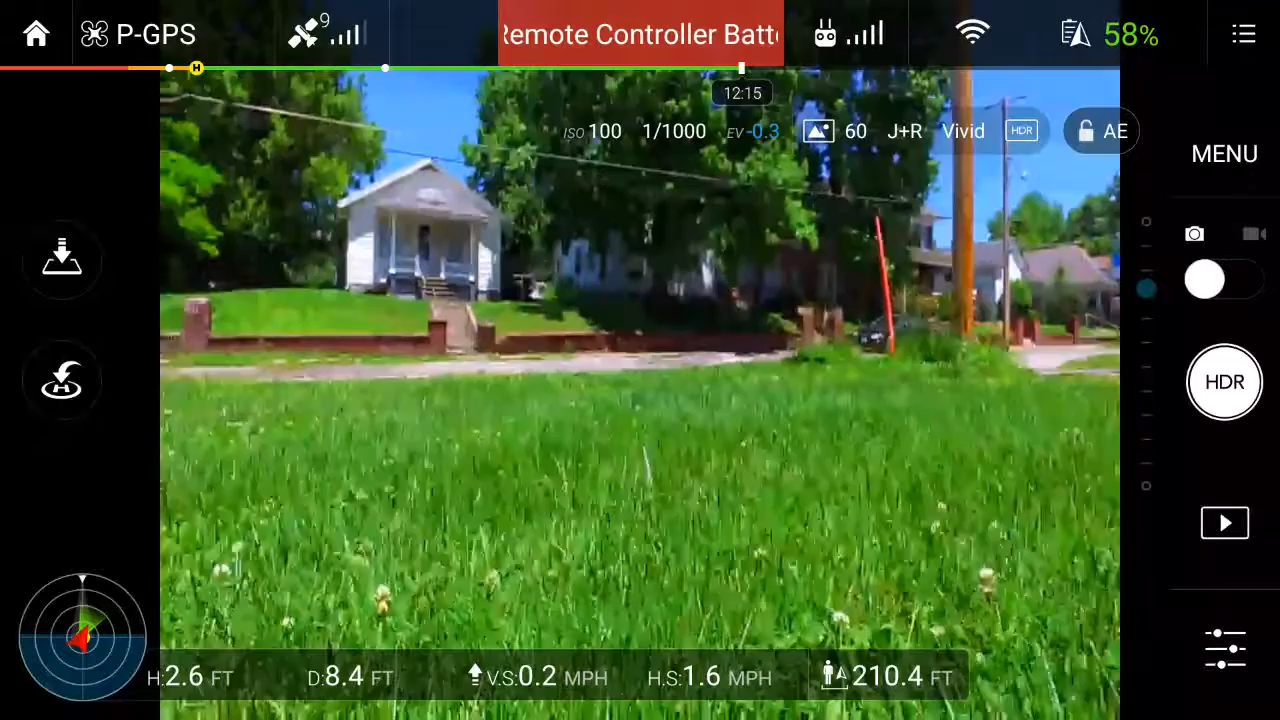 P-GPS
9
Remote Controller Batte
58%
H
12:15
ISO 100 1/1000 EV -0.3 60 J+R Vivid HDR AE
MENU
HDR
H
H:2.6 FT D:8.4 FT V.S:0.2 MPH H.S:1.6 MPH 210.4 FT